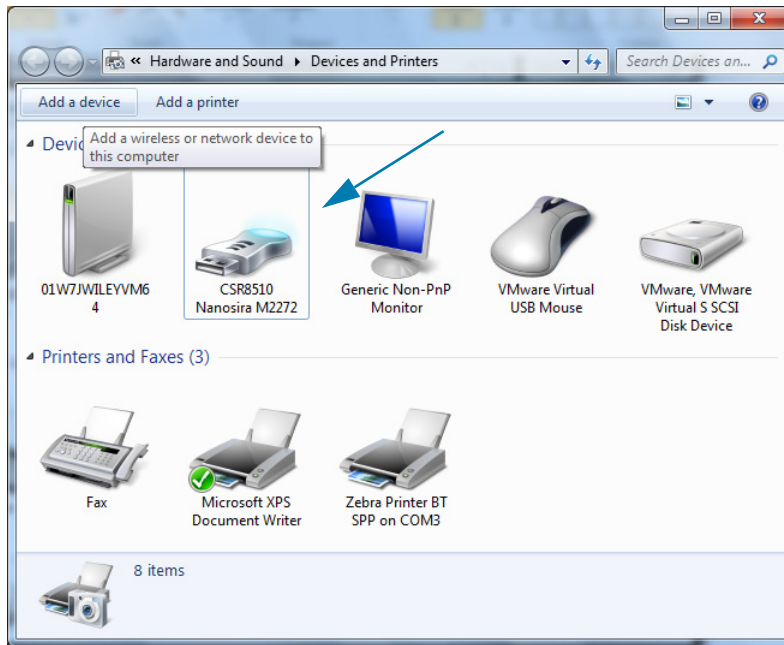 « Hardware and Sound ▸ Devices and Printers
Search Devices an...
Add a device
Add a printer
Add a wireless or network device to
this computer
Devic
01W7JWILEYVM6
4
CSR8510
Nanosira M2272
Generic Non-PnP
Monitor
VMware Virtual
USB Mouse
VMware, VMware
Virtual S SCSI
Disk Device
Printers and Faxes (3)
Fax
Microsoft XPS
Document Writer
Zebra Printer BT
SPP on COM3
8 items